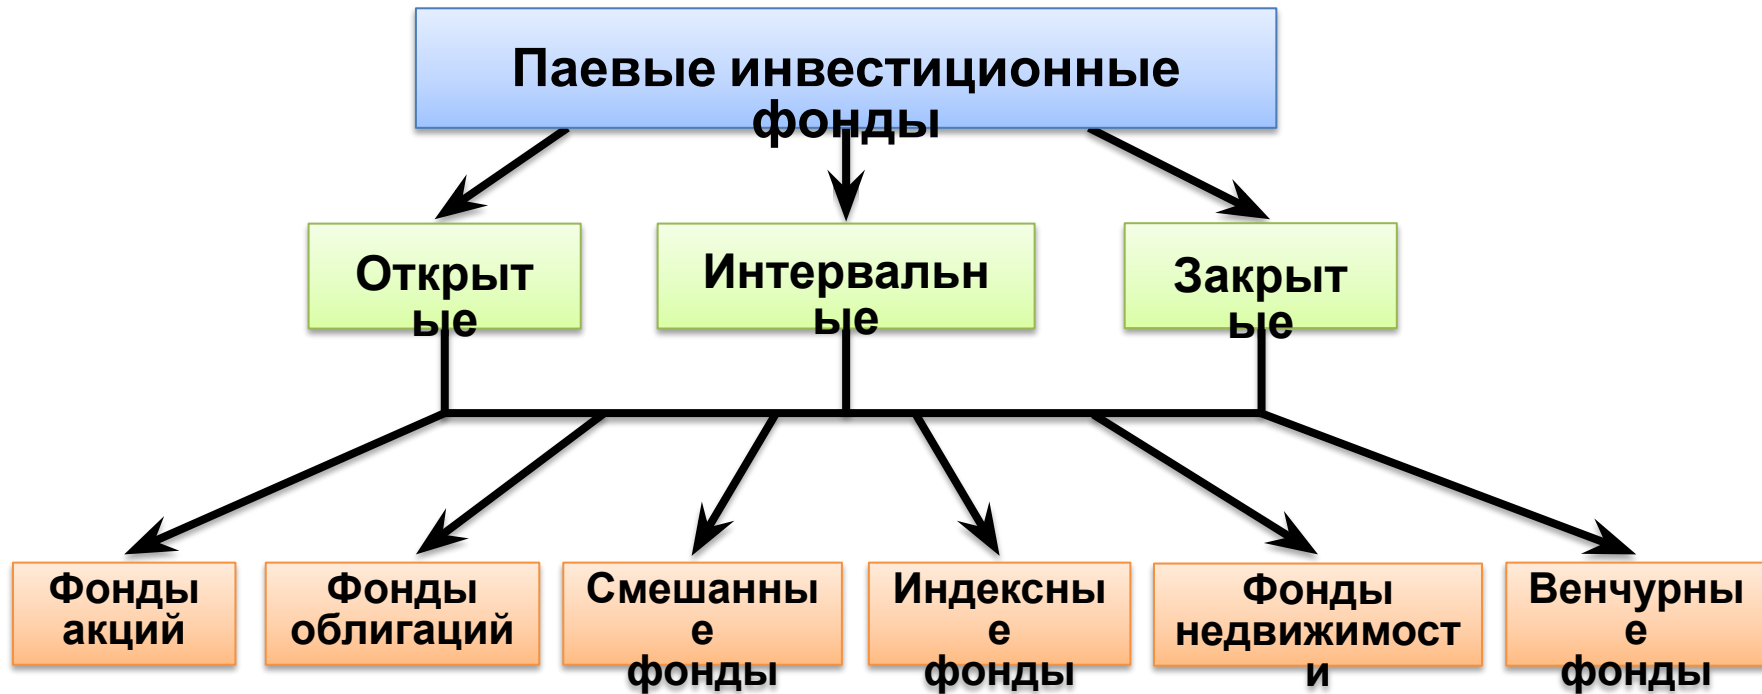 Паевые инвестиционные
фонды
Открыт
ые
Интервальн
ые
Закрыт
ые
Фонды
акций
Фонды
облигаций
Смешанны
е
фонды
Индексны
е
фонды
Фонды
недвижимост
и
Венчурны
е
фонды